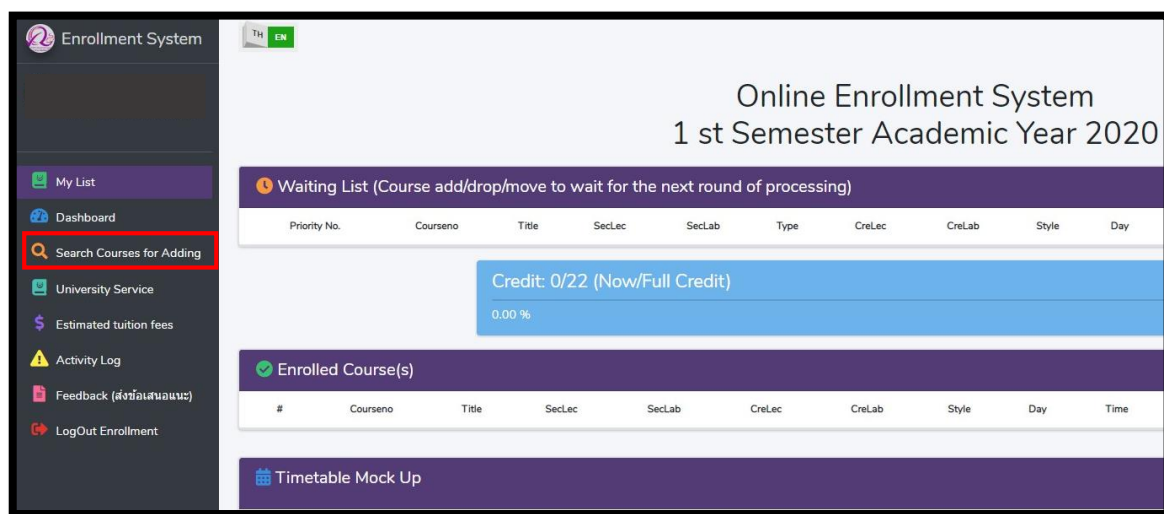 Enrollment System
TH EN
Online Enrollment System
1 st Semester Academic Year 2020
My List
Dashboard
Search Courses for Adding
University Service
Estimated tuition fees
Activity Log
Feedback (ส่งข้อเสนอแนะ)
LogOut Enrollment
Waiting List (Course add/drop/move to wait for the next round of processing)
Priority No. Courseno Title SecLec SecLab Type CreLec CreLab Style Day
Credit: 0/22 (Now/Full Credit)
0.00 %
Enrolled Course(s)
# Courseno Title SecLec SecLab CreLec CreLab Style Day Time
Timetable Mock Up